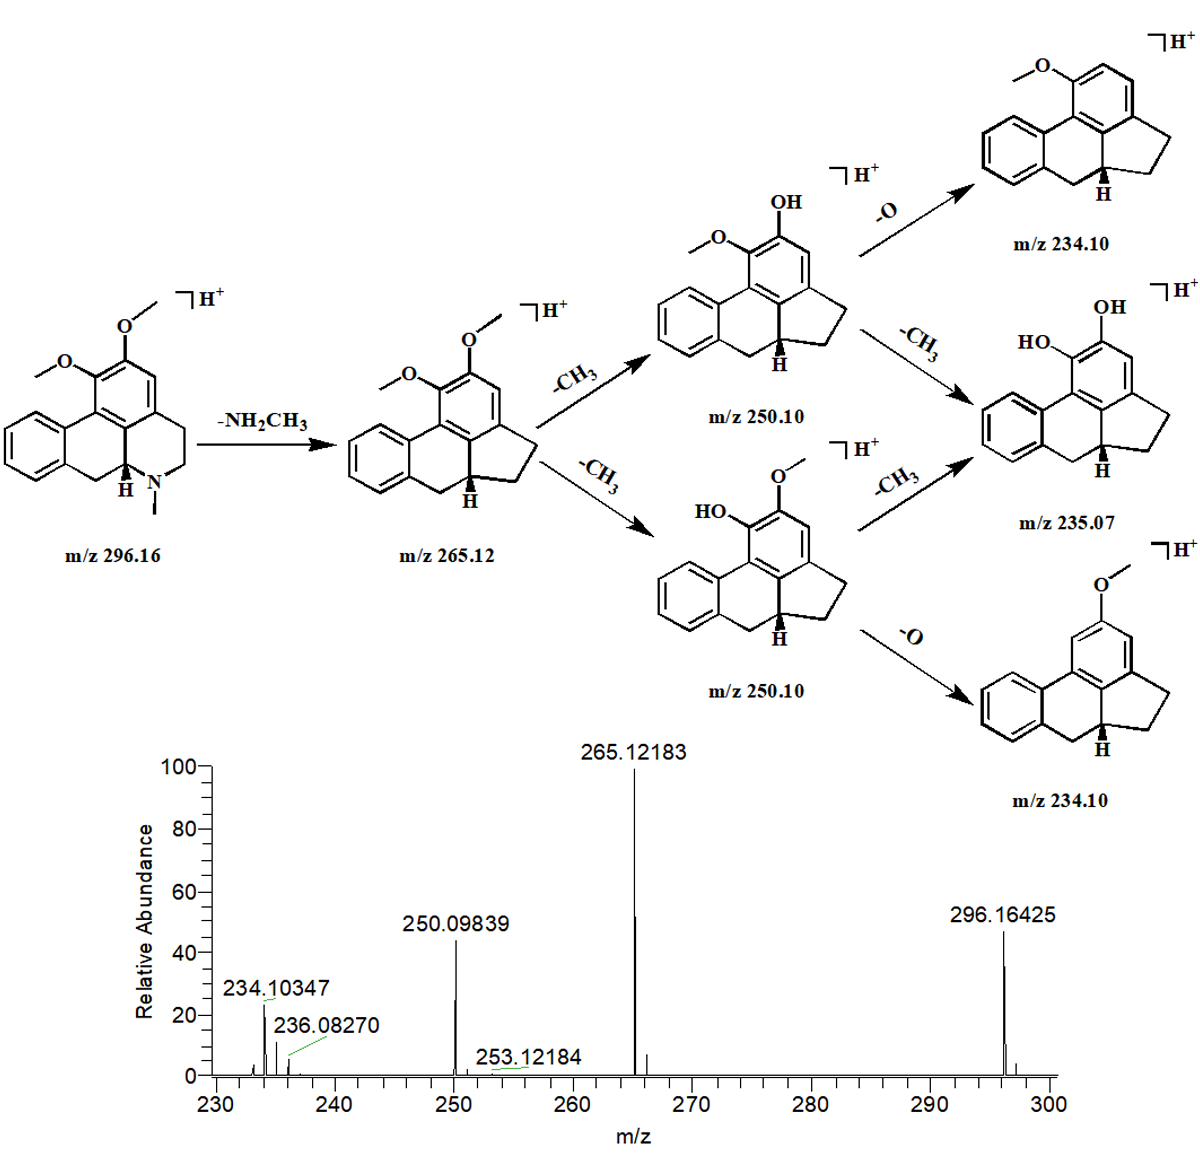 H+
O
m/z 234.10
-O
H+
OH
O
H
m/z 250.10
-CH3
-CH3
H+
O
O
H
N
m/z 296.16
-NH2CH3
H+
O
O
H
m/z 265.12
-CH3
H+
O
HO
H
m/z 250.10
-CH3
-O
H
H+
OH
HO
H
m/z 235.07
H+
O
H
m/z 234.10
265.12183
296.16425
250.09839
234.10347
236.08270
253.12184
Relative Abundance
100
80
60
40
20
0
230 240 250 260 270 280 290 300
m/z